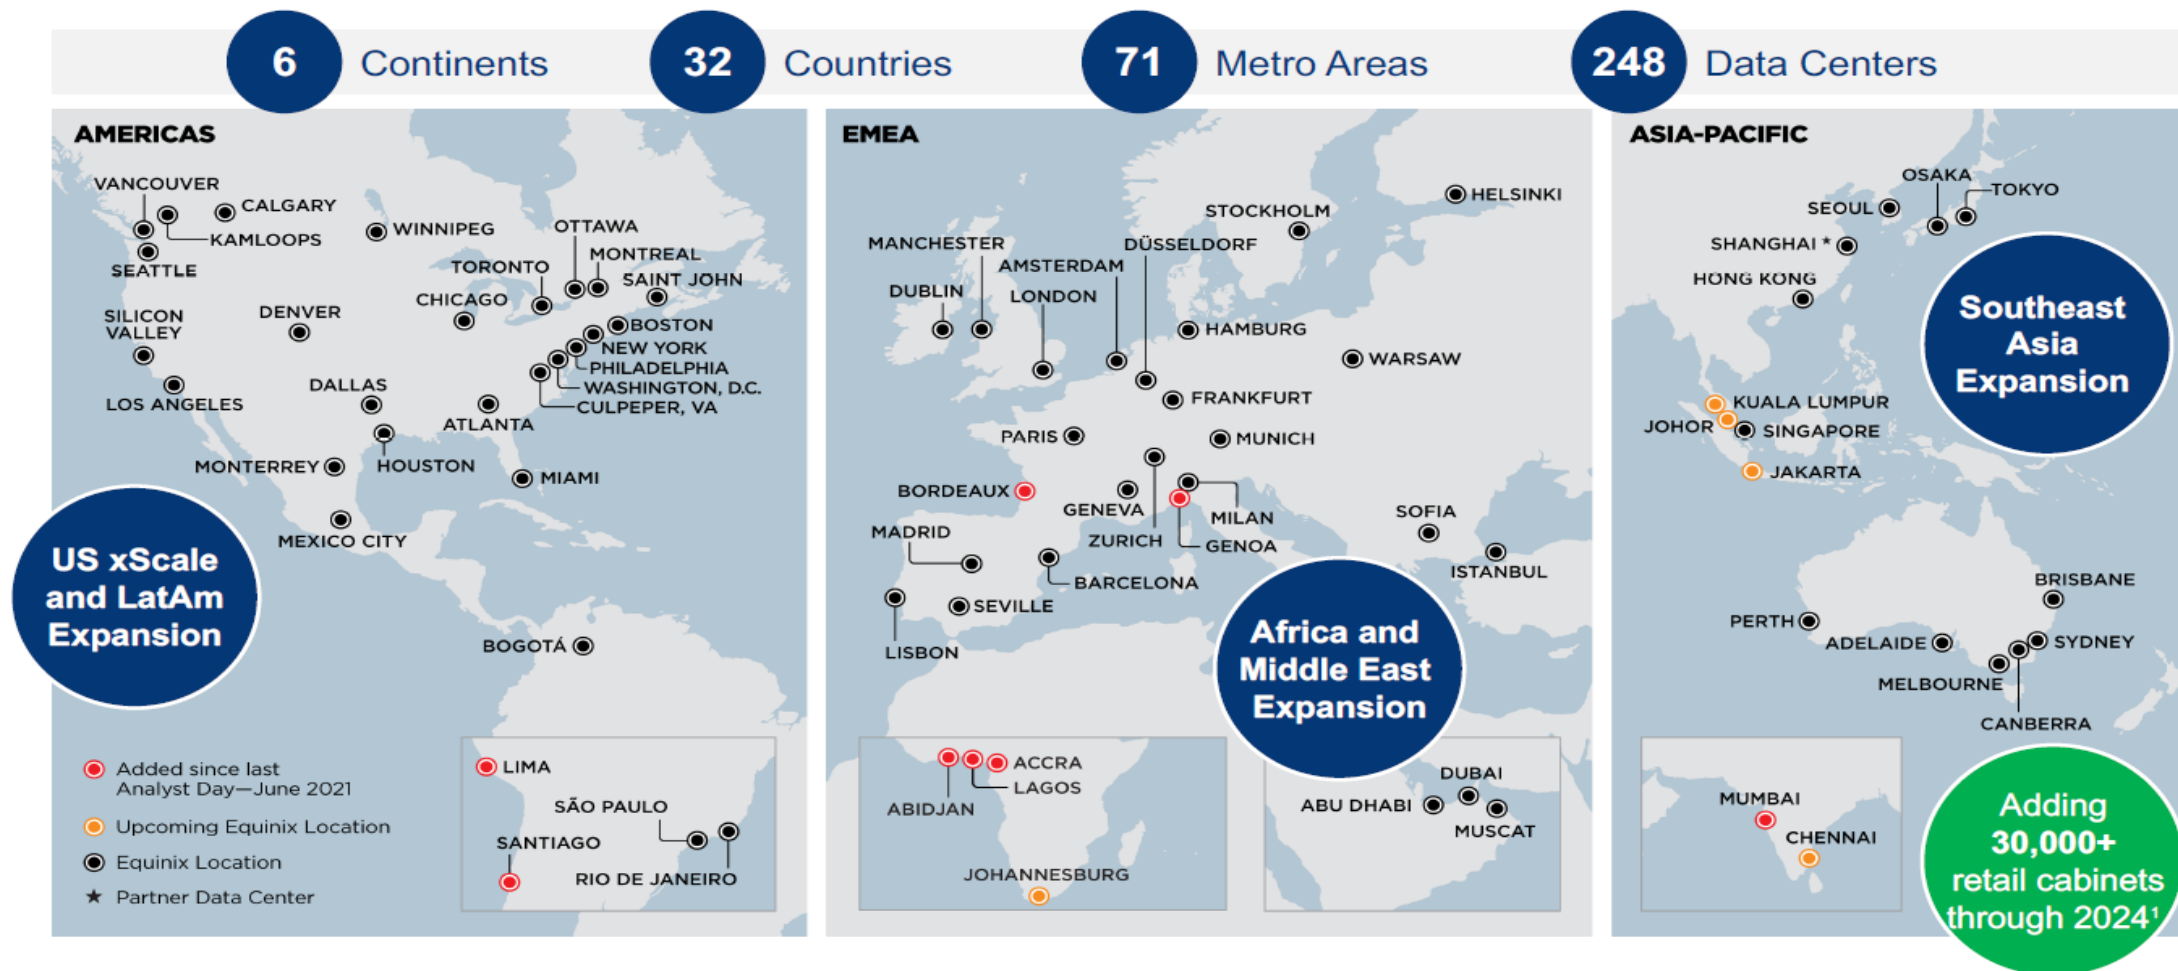 6 Continents 32 Countries 71 Metro Areas 248 Data Centers
AMERICAS
VANCOUVER
CALGARY
KAMLOOPS
SEATTLE
WINNIPEG
OTTAWA
MONTREAL
TORONTO
SAINT JOHN
CHICAGO
SILICON
VALLEY
DENVER
BOSTON
NEW YORK
PHILADELPHIA
WASHINGTON, D.C.
CULPEPER, VA
LOS ANGELES
DALLAS
ATLANTA
MONTERREY
HOUSTON
MIAMI
MEXICO CITY
US xScale
and LatAm
Expansion
BOGOTÁ
Added since last
Analyst Day—June 2021
Upcoming Equinix Location
Equinix Location
★ Partner Data Center
LIMA
SÃO PAULO
SANTIAGO
RIO DE JANEIRO
EMEA
HELSINKI
STOCKHOLM
MANCHESTER
DÜSSELDORF
AMSTERDAM
DUBLIN
LONDON
HAMBURG
WARSAW
FRANKFURT
PARIS
MUNICH
BORDEAUX
GENEVA
MILAN
SOFIA
MADRID
ZURICH
GENOA
ISTANBUL
BARCELONA
SEVILLE
LISBON
Africa and
Middle East
Expansion
ACCRA
LAGOS
ABIDJAN
JOHANNESBURG
DUBAI
ABU DHABI
MUSCAT
ASIA-PACIFIC
OSAKA
TOKYO
SEOUL
SHANGHAI ★
HONG KONG
Southeast
Asia
Expansion
KUALA LUMPUR
JOHOR
SINGAPORE
JAKARTA
BRISBANE
PERTH
ADELAIDE
SYDNEY
MELBOURNE
CANBERRA
MUMBAI
CHENNAI
Adding
30,000+
retail cabinets
through 2024¹